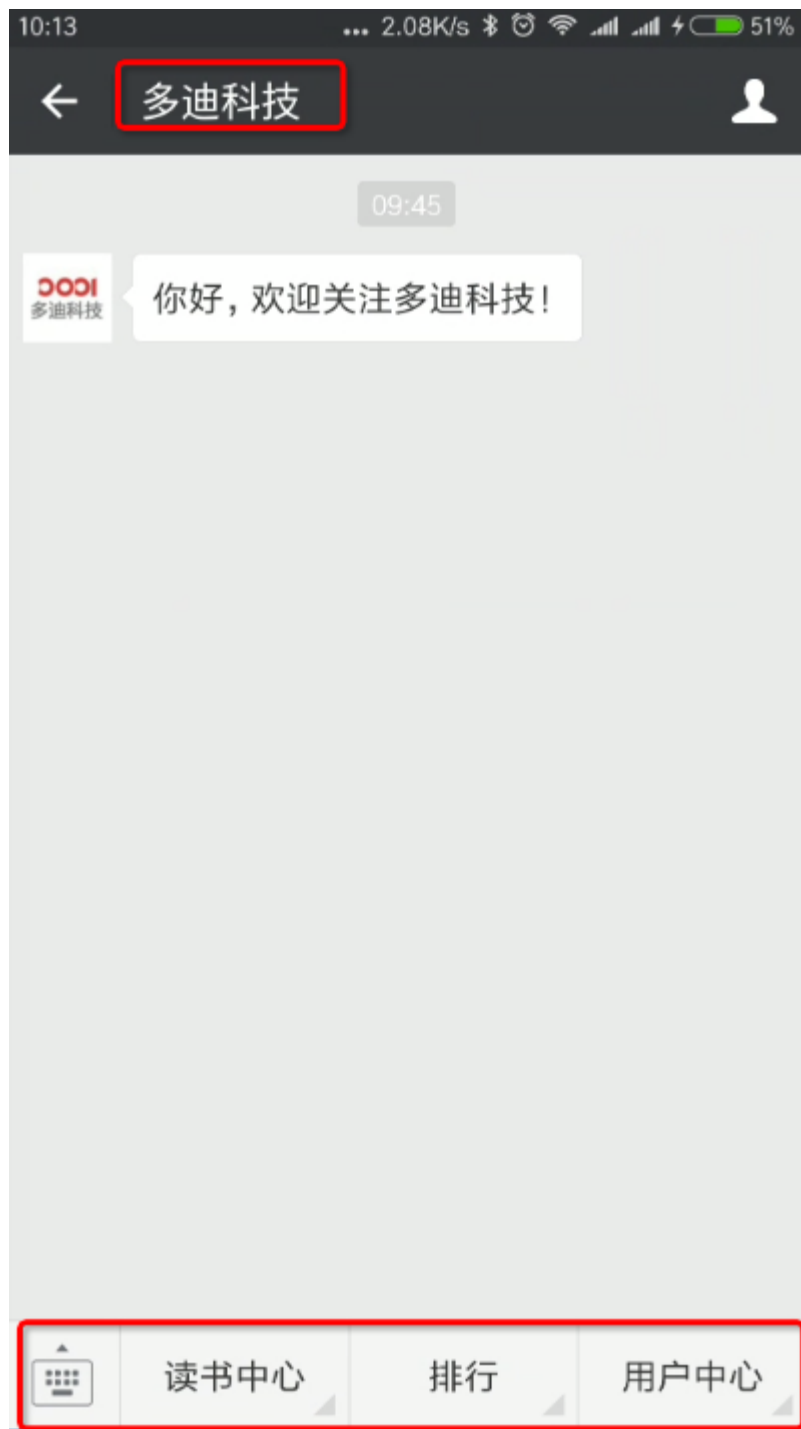 10:13 ... 2.08K/s 51%
多迪科技
09:45
多迪科技
你好，欢迎关注多迪科技！
读书中心 排行 用户中心